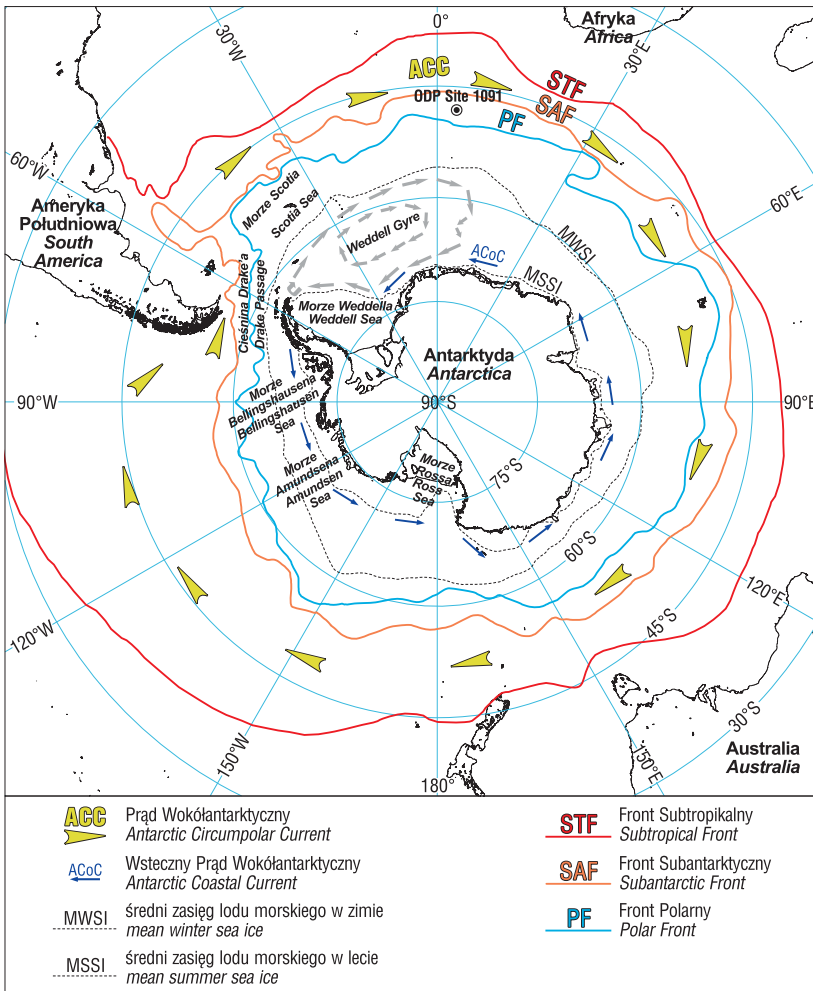 0°
Afryka
Africa
30°W
30°E
ACC
STF
ODP Site 1091
SAF
PF
60°W
60°E
Ameryka
Południowa
South
America
Morze Scotia
Scotia Sea
Weddell Gyre
MWSI
ACoC
MSSI
Cieśnina Drake'a
Drake Passage
Morze Weddella
Weddell Sea
Antarktyda
Antarctica
90°W
90°S
90°E
Morze
Bellingshausena
Bellingshausen
Sea
Morze
Amundsena
Amundsen
Sea
Morze
Rossa
Ross
Sea
75°S
60°S
120°W
120°E
45°S
30°S
150°W
150°E
180°
Australia
Australia
ACC
Prąd Wokółantarktyczny
Antarctic Circumpolar Current
ACoC
Wsteczny Prąd Wokółantarktyczny
Antarctic Coastal Current
MWSI
średni zasięg lodu morskiego w zimie
mean winter sea ice
MSSI
średni zasięg lodu morskiego w lecie
mean summer sea ice
STF
Front Subtropikalny
Subtropical Front
SAF
Front Subantarktyczny
Subantarctic Front
PF
Front Polarny
Polar Front